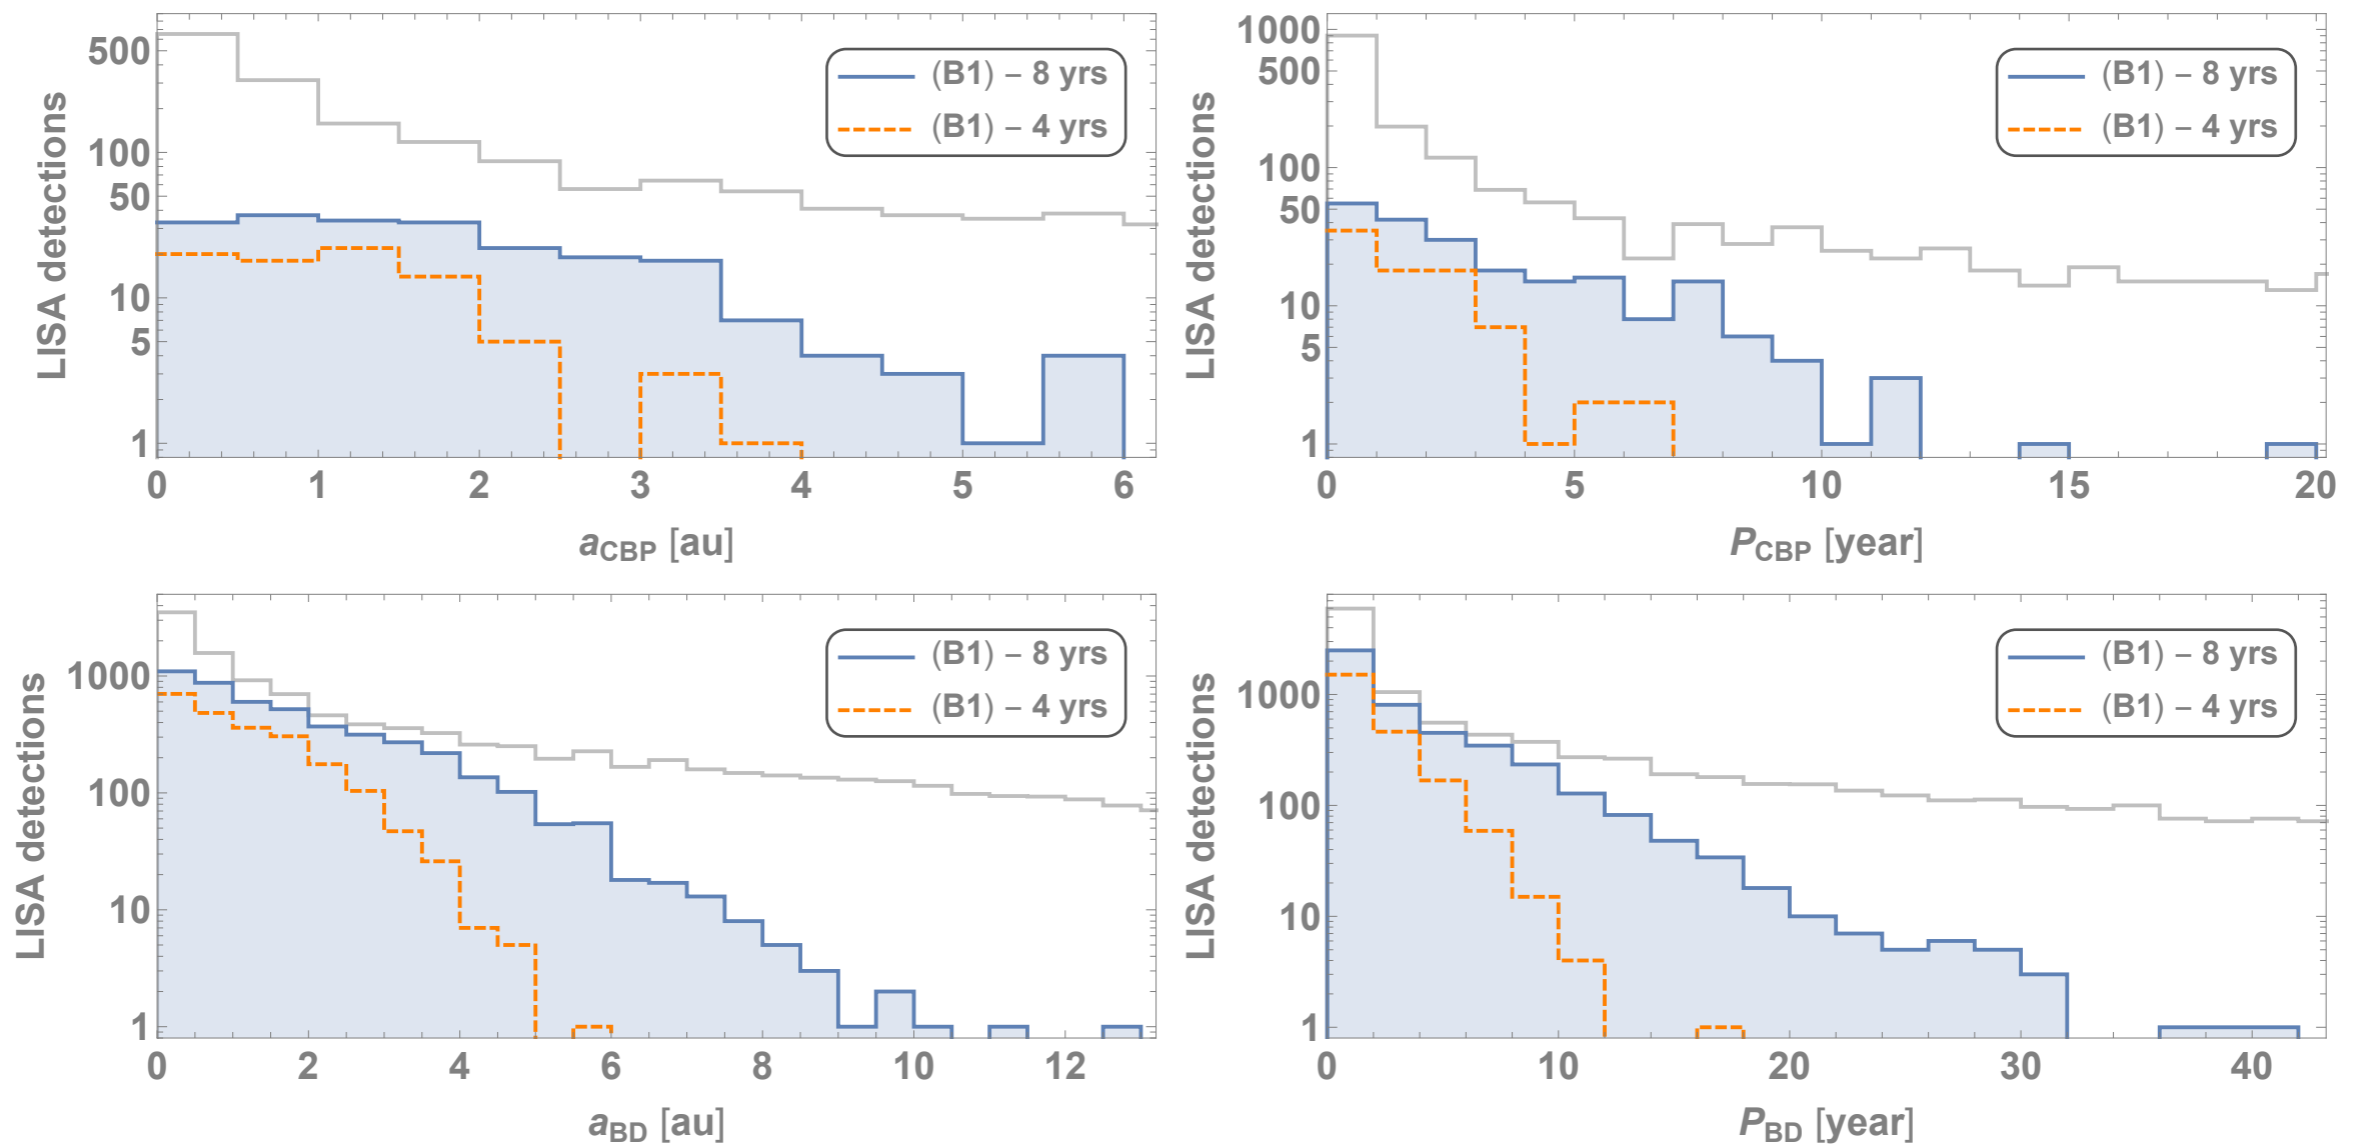 LISA detections
500
100
50
10
5
1
(B1) – 8 yrs
(B1) – 4 yrs
0 1 2 3 4 5 6
aCBP [au]
LISA detections
1000
500
100
50
10
5
1
(B1) – 8 yrs
(B1) – 4 yrs
0 5 10 15 20
PCBP [year]
LISA detections
1000
100
10
1
(B1) – 8 yrs
(B1) – 4 yrs
0 2 4 6 8 10 12
aBD [au]
LISA detections
1000
100
10
1
(B1) – 8 yrs
(B1) – 4 yrs
0 10 20 30 40
PBD [year]